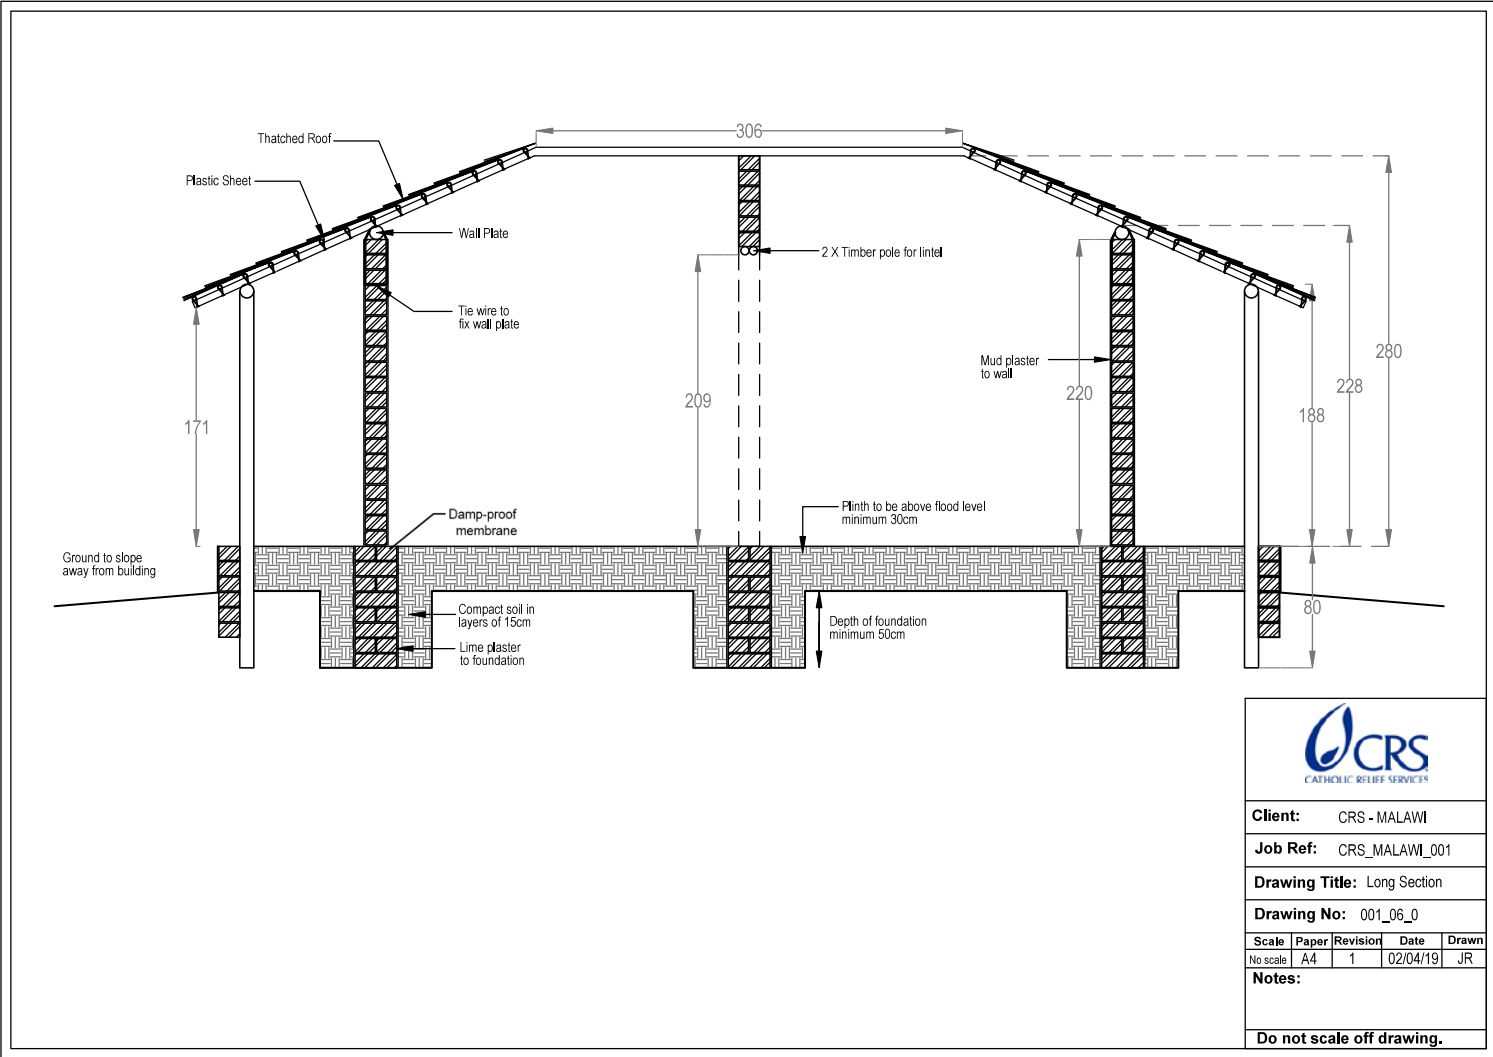 306
Thatched Roof
Plastic Sheet
Wall Plate
2 X Timber pole for lintel
Tie wire to
fix wall plate
Mud plaster
to wall
280
228
220
209
188
171
Plinth to be above flood level
minimum 30cm
Damp-proof
membrane
Ground to slope
away from building
Compact soil in
layers of 15cm
Depth of foundation
minimum 50cm
80
Lime plaster
to foundation
CRS
CATHOLIC RELIEF SERVICES
Client: CRS - MALAWI
Job Ref: CRS_MALAWI_001
Drawing Title: Long Section
Drawing No: 001_06_0
Scale Paper Revision Date Drawn
No scale A4 1 02/04/19 JR
Notes:
Do not scale off drawing.